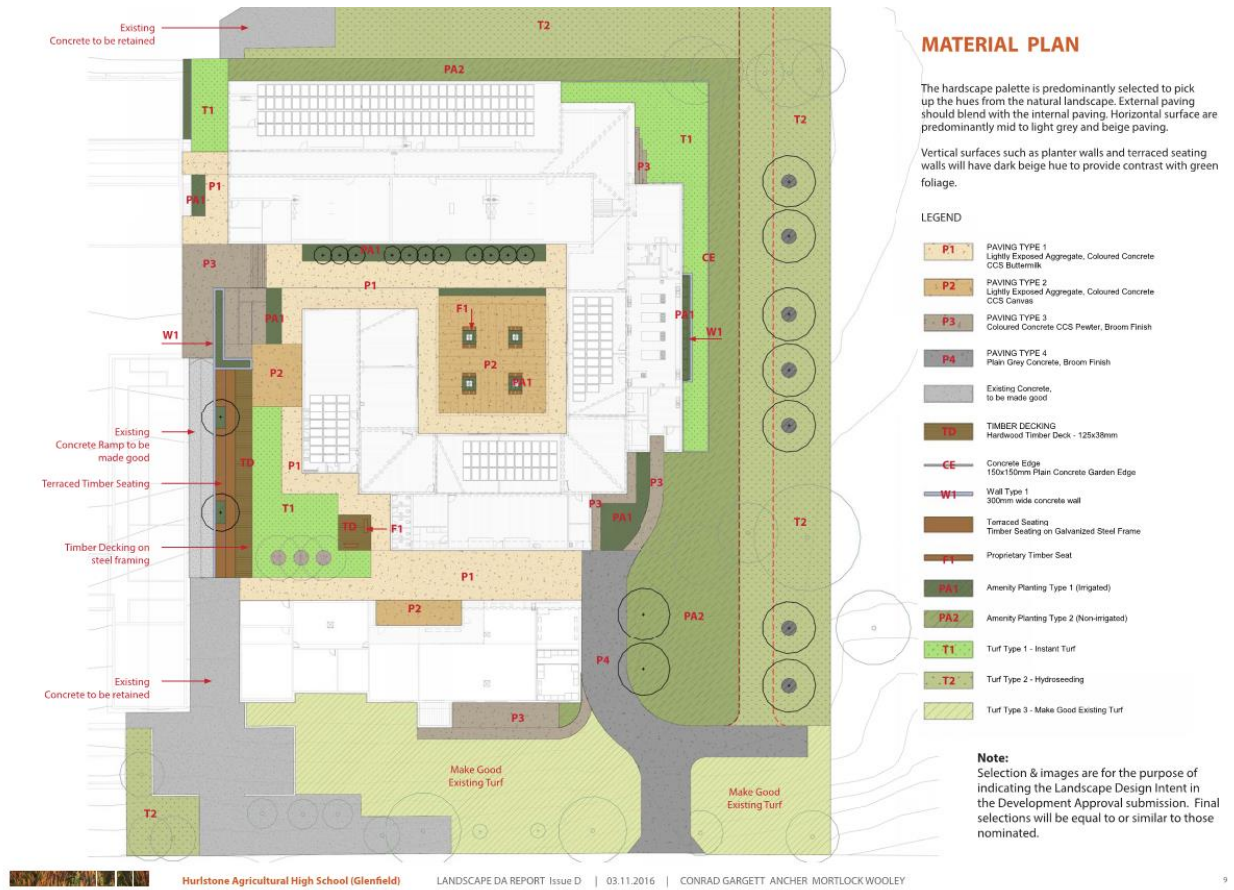 Existing
Concrete to be retained
T2
PA2
T1
T1
T2
P3
P1
PA1
PA1
CE
P3
P1
F1
PA1
PA1
W1
W1
P2
P2
PA1
Existing
Concrete Ramp to be
made good
TD
P1
P3
Terraced Timber Seating
P3
PA1
T1
TD
F1
T2
Timber Decking on
steel framing
P1
P2
PA2
P4
Existing
Concrete to be retained
P3
Make Good
Existing Turf
Make Good
Existing Turf
T2
MATERIAL PLAN
The hardscape palette is predominantly selected to pick
up the hues from the natural landscape. External paving
should blend with the internal paving. Horizontal surface are
predominantly mid to light grey and beige paving.
Vertical surfaces such as planter walls and terraced seating
walls will have dark beige hue to provide contrast with green
foliage.
LEGEND
P1
PAVING TYPE 1
Lightly Exposed Aggregate, Coloured Concrete
CCS Buttermilk
P2
PAVING TYPE 2
Lightly Exposed Aggregate, Coloured Concrete
CCS Canvas
P3
PAVING TYPE 3
Coloured Concrete CCS Pewter, Broom Finish
P4
PAVING TYPE 4
Plain Grey Concrete, Broom Finish
Existing Concrete,
to be made good
TD
TIMBER DECKING
Hardwood Timber Deck - 125x38mm
CE
Concrete Edge
150x150mm Plain Concrete Garden Edge
W1
Wall Type 1
300mm wide concrete wall
Terraced Seating
Timber Seating on Galvanized Steel Frame
F1
Proprietary Timber Seat
PA1
Amenity Planting Type 1 (Irrigated)
PA2
Amenity Planting Type 2 (Non-irrigated)
T1
Turf Type 1 - Instant Turf
T2
Turf Type 2 - Hydroseeding
Turf Type 3 - Make Good Existing Turf
Note:
Selection & images are for the purpose of
indicating the Landscape Design Intent in
the Development Approval submission. Final
selections will be equal to or similar to those
nominated.
Hurlstone Agricultural High School (Glenfield) LANDSCAPE DA REPORT Issue D | 03.11.2016 | CONRAD GARGETT ANCHER MORTLOCK WOOLEY 9